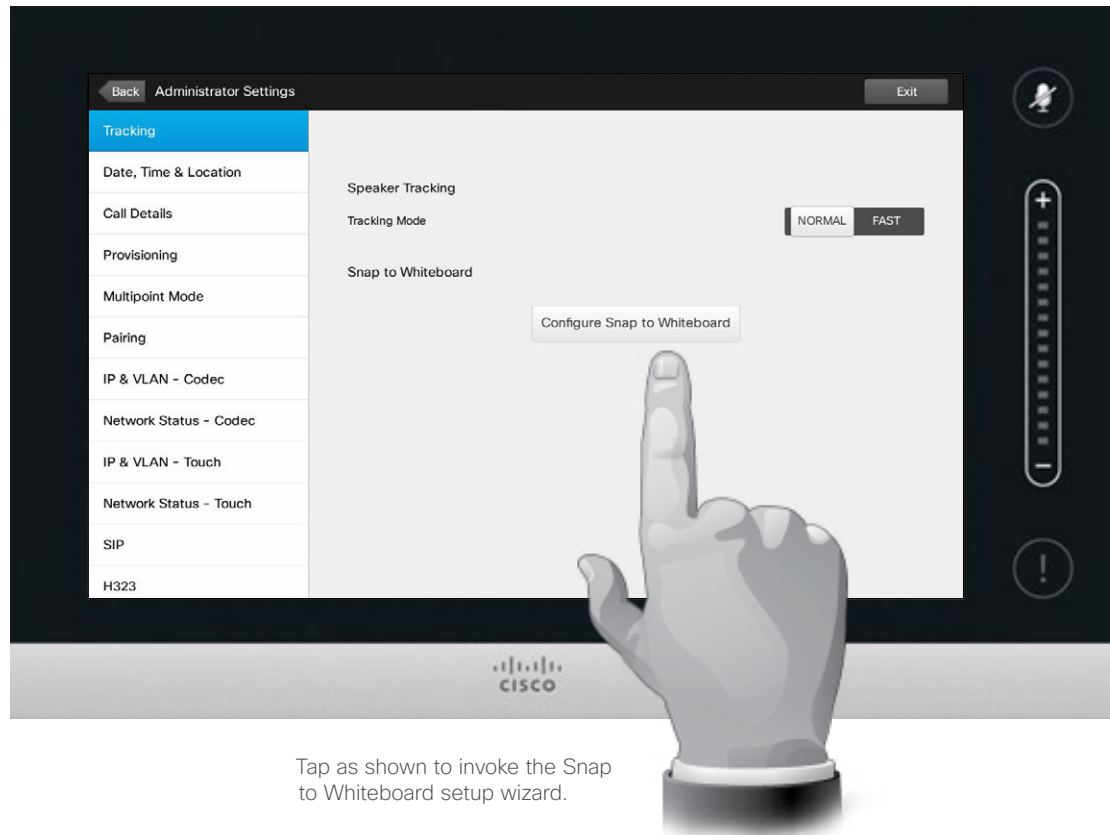 Back Administrator Settings Exit
Tracking
Date, Time & Location
Call Details
Provisioning
Multipoint Mode
Pairing
IP & VLAN - Codec
Network Status - Codec
IP & VLAN - Touch
Network Status - Touch
SIP
H323
Speaker Tracking
Tracking Mode NORMAL FAST
Snap to Whiteboard
Configure Snap to Whiteboard
+
−
!
CISCO
Tap as shown to invoke the Snap
to Whiteboard setup wizard.